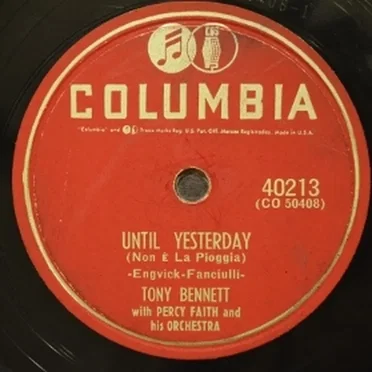 COLUMBIA
"Columbia" and Trade Marks Reg. U.S. Pat. Off. Marcas Registradas. Made in U.S.A.
40213
(CO 50408)
UNTIL YESTERDAY
(Non È La Pioggia)
-Engvick-Fanciulli-
TONY BENNETT
with PERCY FAITH and
his ORCHESTRA